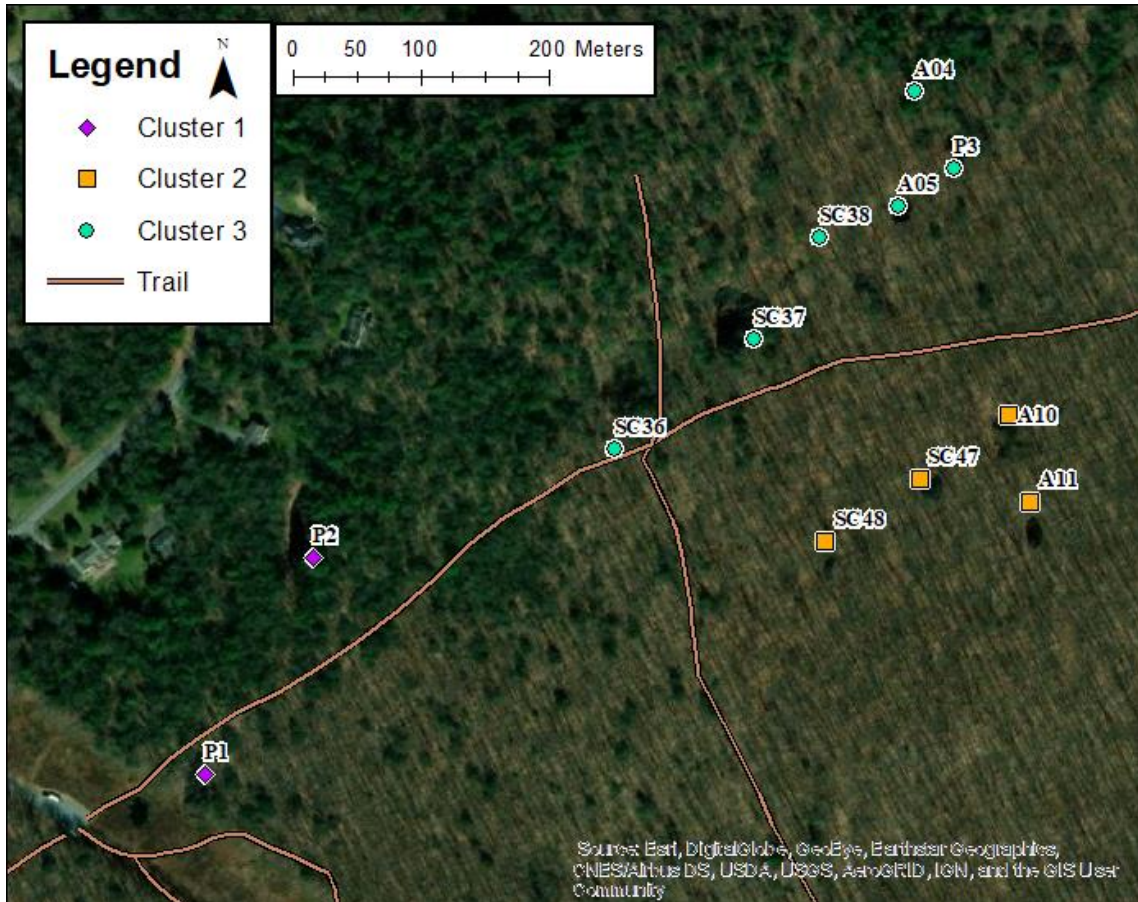 Legend
N
Cluster 1
Cluster 2
Cluster 3
Trail
0 50 100 200 Meters
A04
P3
A05
SC38
SC37
SC36
A10
SC47
A11
SC48
P2
P1
Source: Esri, DigitalGlobe, GeoEye, Earthstar Geographics,
CNES/Airbus DS, USDA, USGS, AeroGRID, IGN, and the GIS User
Community